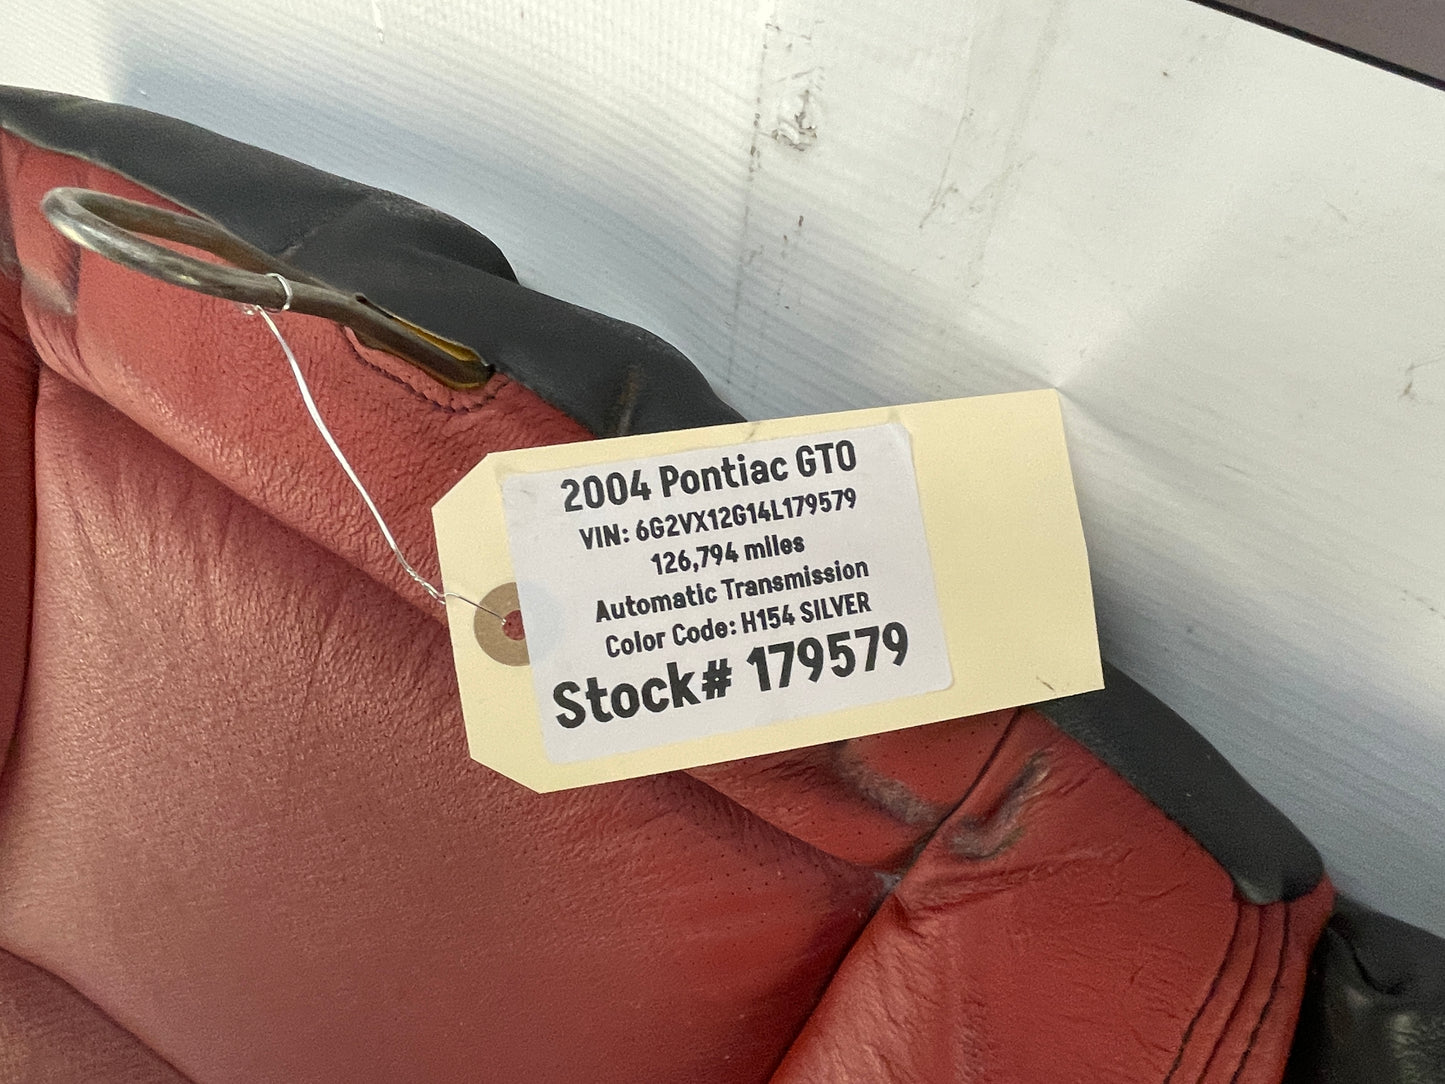 2004 Pontiac GTO
VIN: 6G2VX12G14L179579
126,794 miles
Automatic Transmission
Color Code: H154 SILVER
Stock# 179579